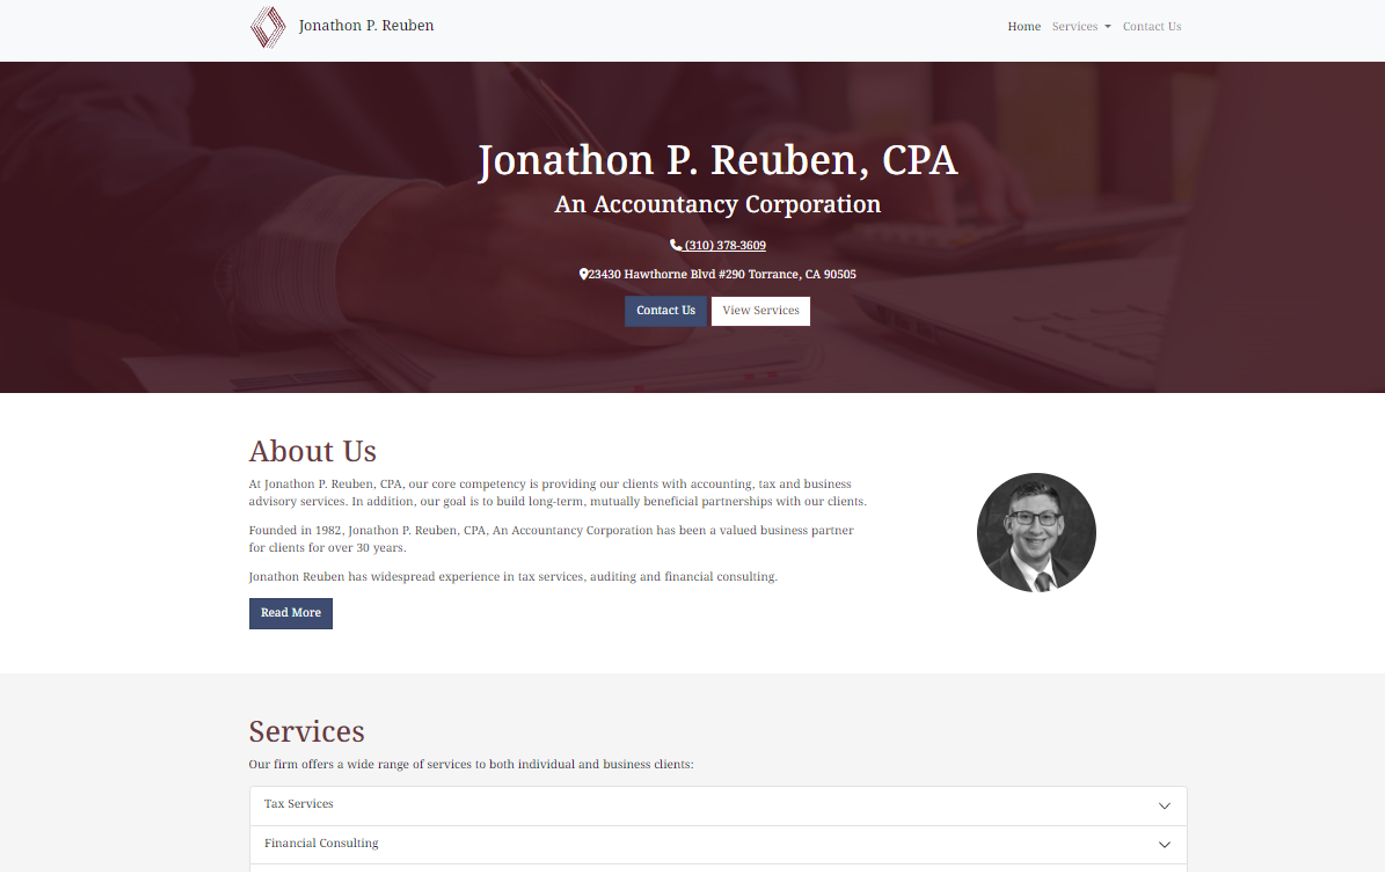 Jonathon P. Reuben
Home Services Contact Us
Jonathon P. Reuben, CPA
An Accountancy Corporation
(310) 378-3609
23430 Hawthorne Blvd #290 Torrance, CA 90505
Contact Us View Services
About Us
At Jonathon P. Reuben, CPA, our core competency is providing our clients with accounting, tax and business
advisory services. In addition, our goal is to build long-term, mutually beneficial partnerships with our clients.
Founded in 1982, Jonathon P. Reuben, CPA, An Accountancy Corporation has been a valued business partner
for clients for over 30 years.
Jonathon Reuben has widespread experience in tax services, auditing and financial consulting.
Read More
Services
Our firm offers a wide range of services to both individual and business clients:
Tax Services
Financial Consulting